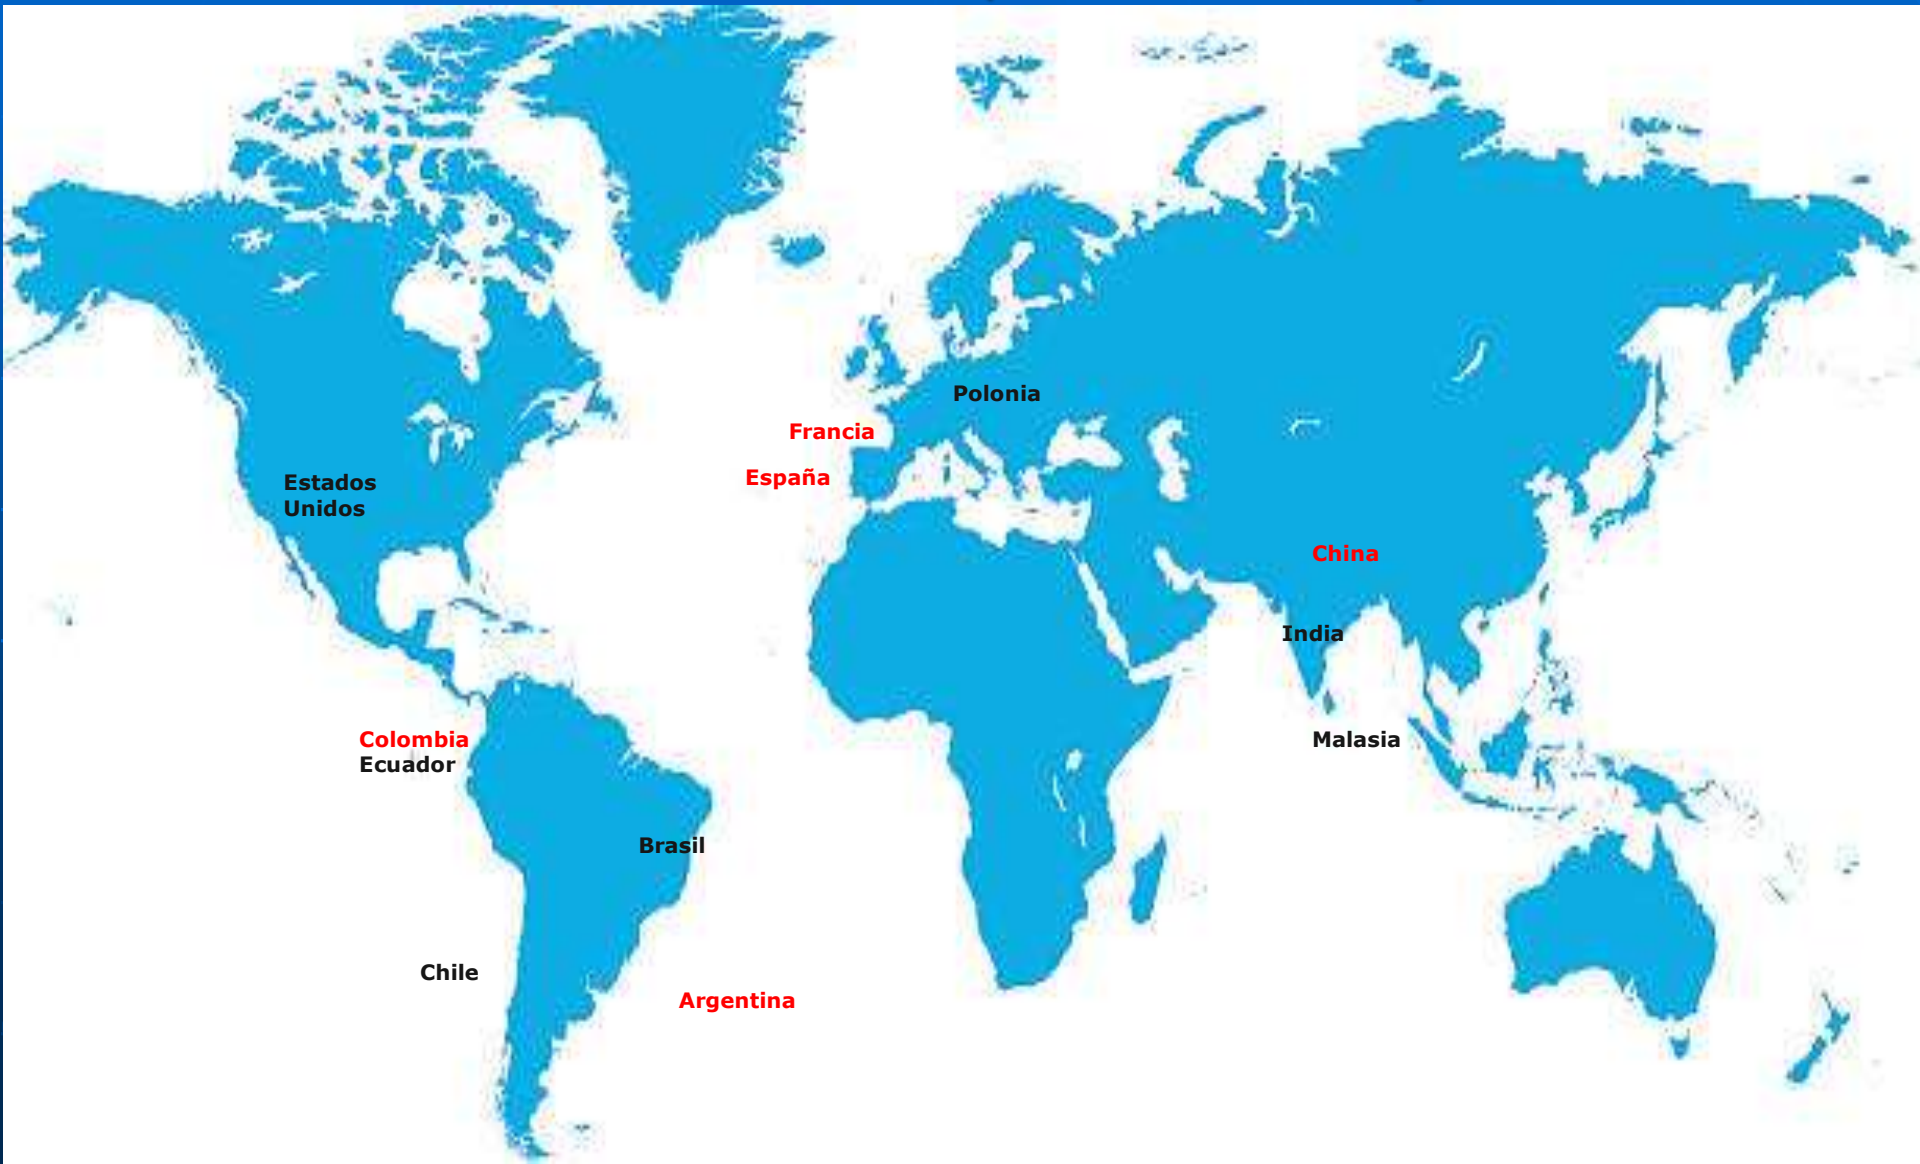 Polonia
Francia
España
Estados
Unidos
China
India
Colombia
Ecuador
Malasia
Brasil
Chile
Argentina